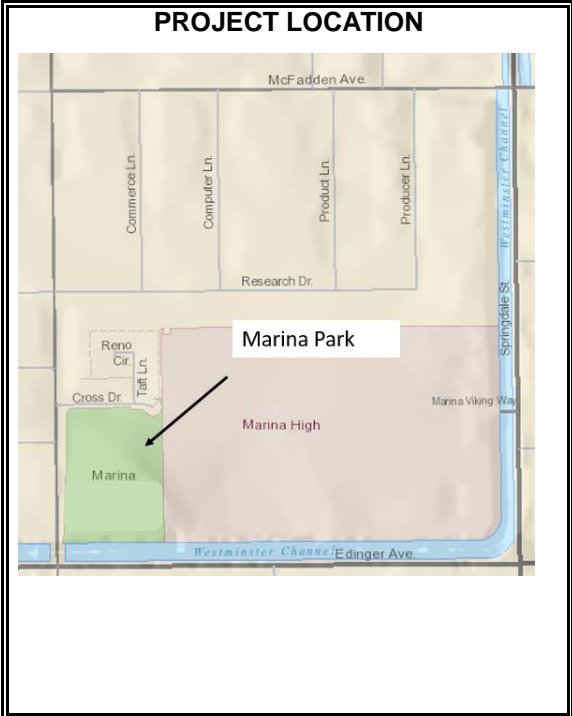 PROJECT LOCATION
McFadden Ave.
Commerce Ln.
Computer Ln.
Product Ln.
Producer Ln.
Westminster Channel
Research Dr.
Springdale St.
Marina Park
Reno
Cir.
Taft Ln.
Cross Dr.
Marina Viking Way
Marina High
Marina
Westminster Channel
Edinger Ave.